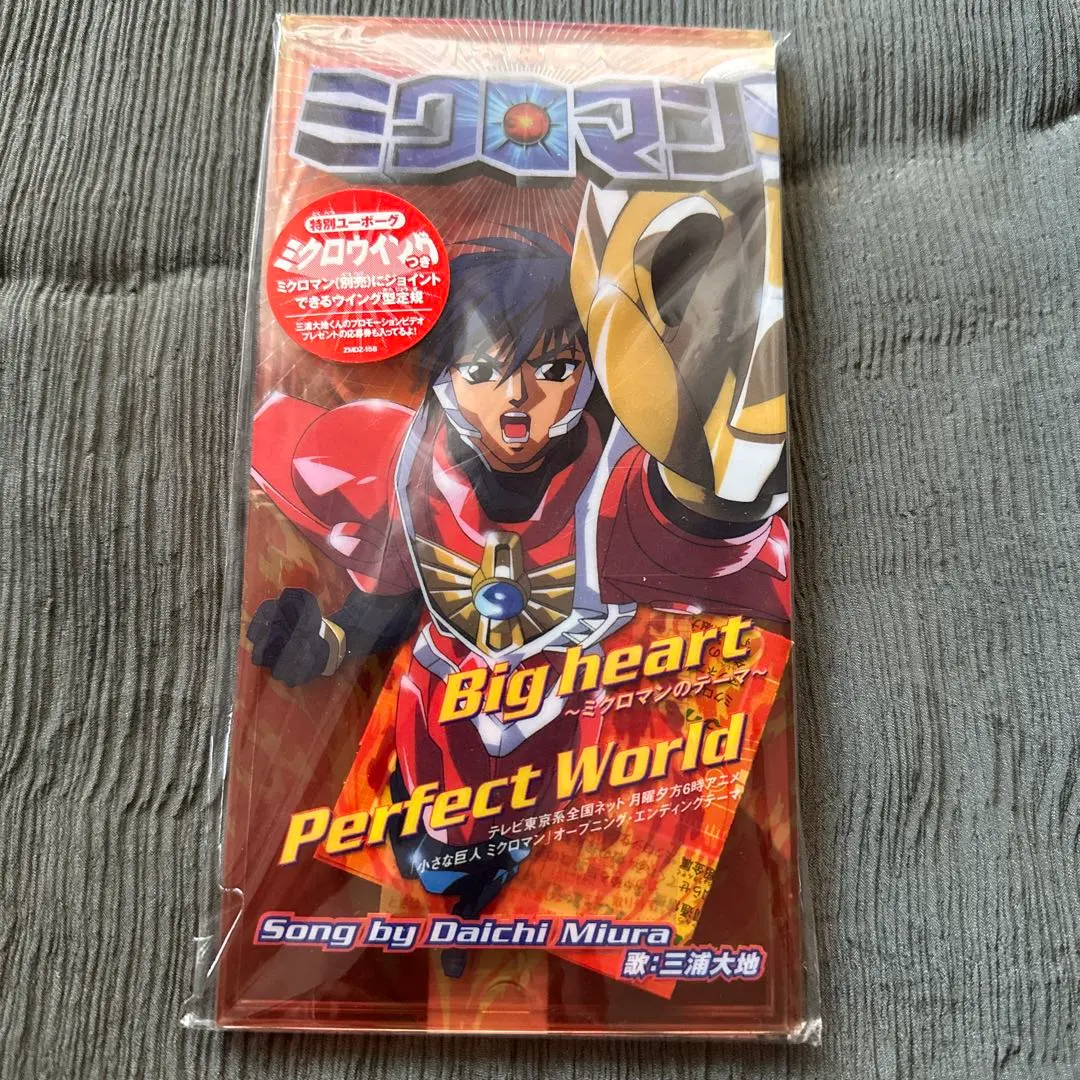 ミクロマン
特別ユーボーグ
ミクロウイング
つき
ミクロマン(別売)にジョイント
できるウイング型定規
三浦大地くんのプロモーションビデオ
プレゼントの応募券も入ってるよ!
ZMDZ-158
Big heart
~ミクロマンのテーマ~
Perfect World
テレビ東京系全国ネット 月曜夕方6時アニメ
「小さな巨人 ミクロマン」オープニング・エンディングテーマ
Song by Daichi Miura
歌:三浦大地